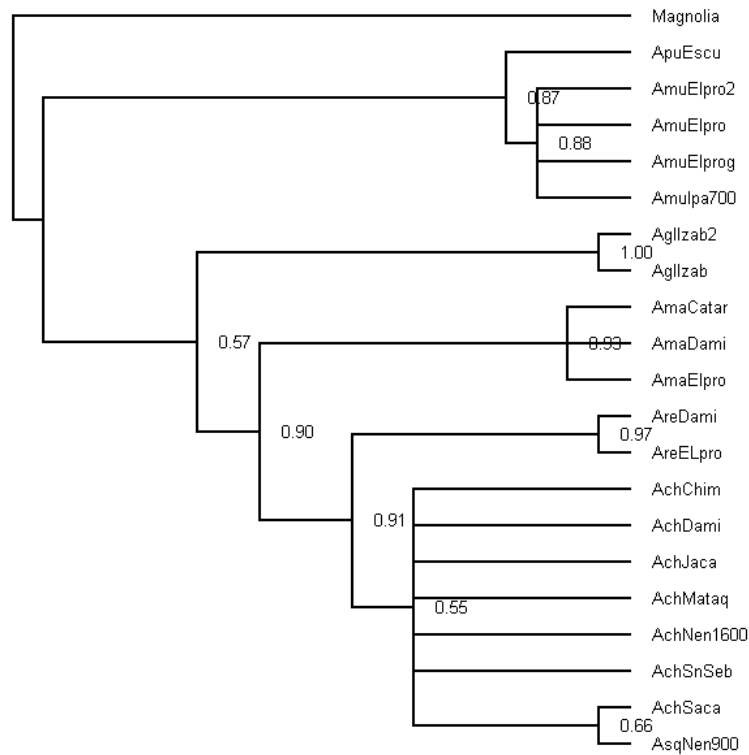 Magnolia
ApuEscu
0.87
AmuElpro2
AmuElpro
0.88
AmuElprog
AmuIpa700
AglIzab2
1.00
AglIzab
AmaCatar
0.57
0.93
AmaDami
AmaElpro
AreDami
0.90
0.97
AreELpro
AchChim
0.91
AchDami
AchJaca
AchMataq
0.55
AchNen1600
AchSnSeb
AchSaca
0.66
AsqNen900